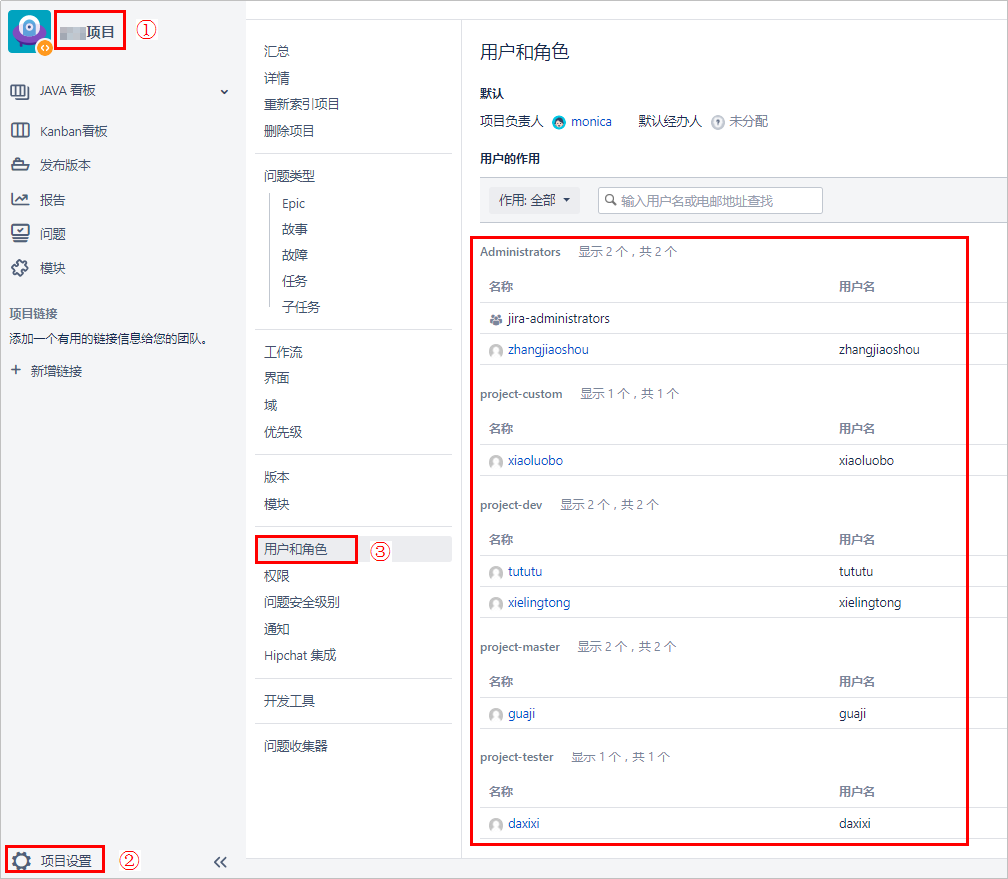 项目 ①
JAVA 看板
Kanban看板
发布版本
报告
问题
模块
项目链接
添加一个有用的链接信息给您的团队。
+ 新增链接
项目设置 ②
汇总
详情
重新索引项目
删除项目
问题类型
Epic
故事
故障
任务
子任务
工作流
界面
域
优先级
版本
模块
用户和角色 ③
权限
问题安全级别
通知
Hipchat 集成
开发工具
问题收集器
用户和角色
默认
项目负责人 monica 默认经办人 未分配
用户的作用
作用: 全部 输入用户名或电邮地址查找
Administrators 显示 2 个，共 2 个
名称 用户名
jira-administrators
zhangjiaoshou zhangjiaoshou
project-custom 显示 1 个，共 1 个
名称 用户名
xiaoluobo xiaoluobo
project-dev 显示 2 个，共 2 个
名称 用户名
tututu tututu
xielingtong xielingtong
project-master 显示 2 个，共 2 个
名称 用户名
guaji guaji
project-tester 显示 1 个，共 1 个
名称 用户名
daxixi daxixi